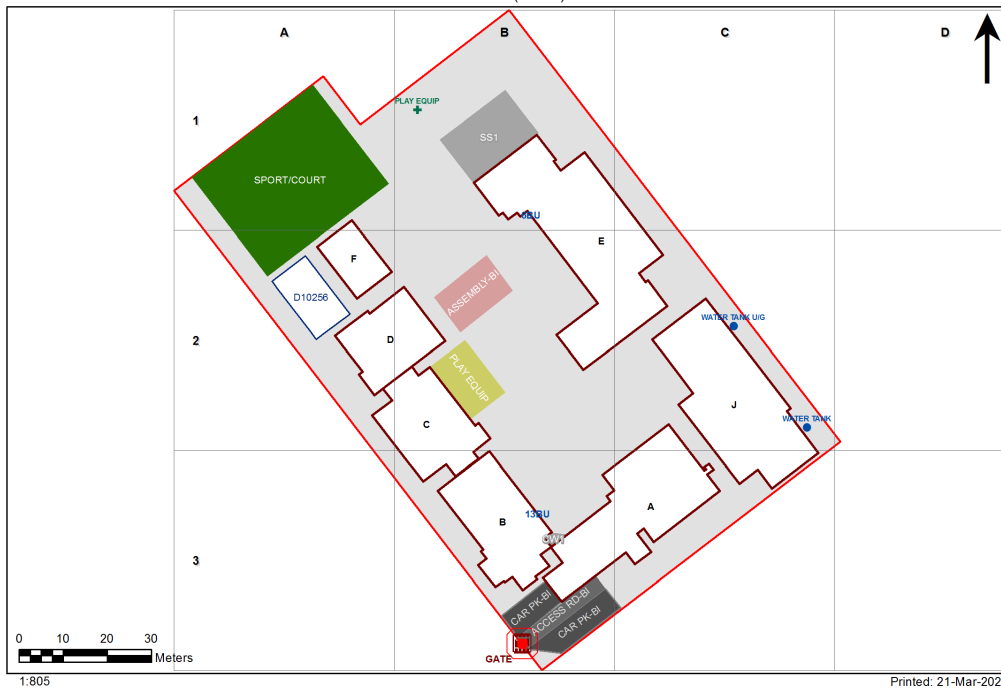 A
B
C
D
1
PLAY EQUIP
SS1
SPORT/COURT
6BU
E
F
ASSEMBLY-BI
D10256
WATER TANK U/G
2
D
PLAY EQUIP
J
C
WATER TANK
A
13BU
B
CW1
3
CAR PK-BI
ACCESS RD-BI
CAR PK-BI
GATE
0 10 20 30
Meters
1:805
Printed: 21-Mar-202